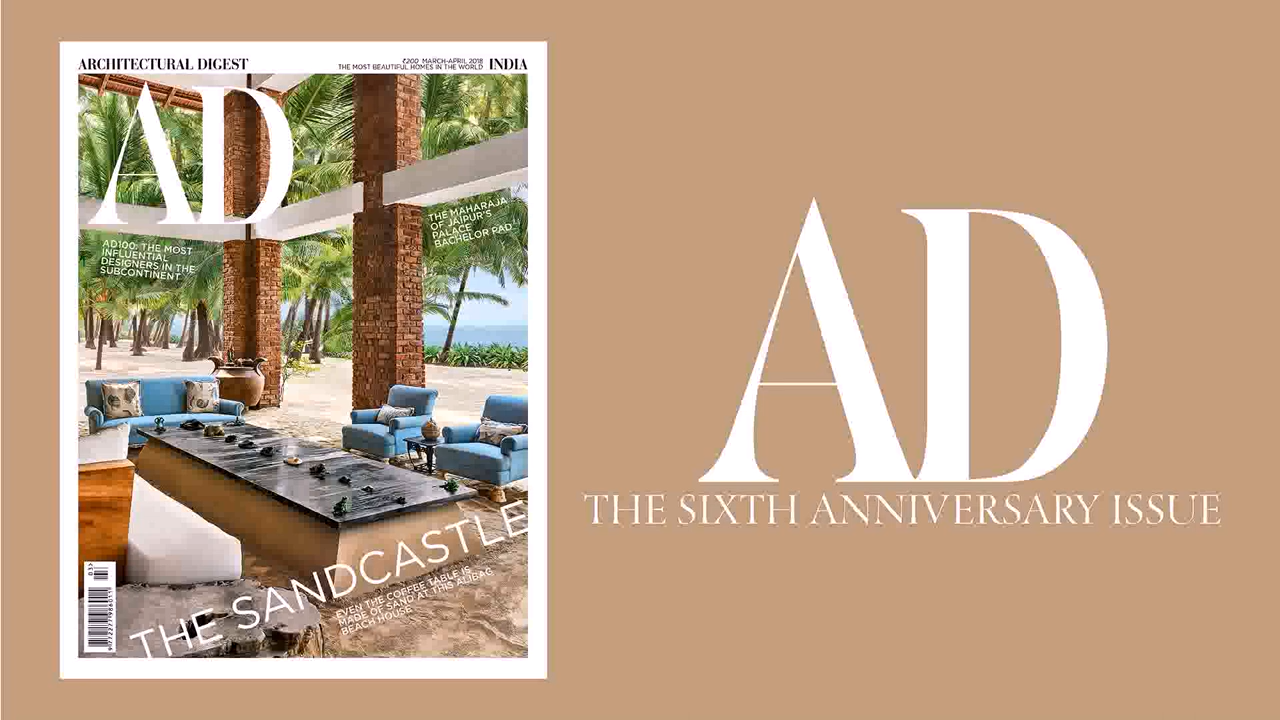 ARCHITECTURAL DIGEST
₹200 MARCH-APRIL 2018
THE MOST BEAUTIFUL HOMES IN THE WORLD
INDIA
AD
THE MAHARAJA
OF JAIPUR'S
PALACE
BACHELOR PAD
AD100: THE MOST
INFLUENTIAL
DESIGNERS IN THE
SUBCONTINENT
THE SANDCASTLE
EVEN THE COFFEE TABLE IS
MADE OF SAND AT THIS ALIBAG
BEACH HOUSE
AD
THE SIXTH ANNIVERSARY ISSUE